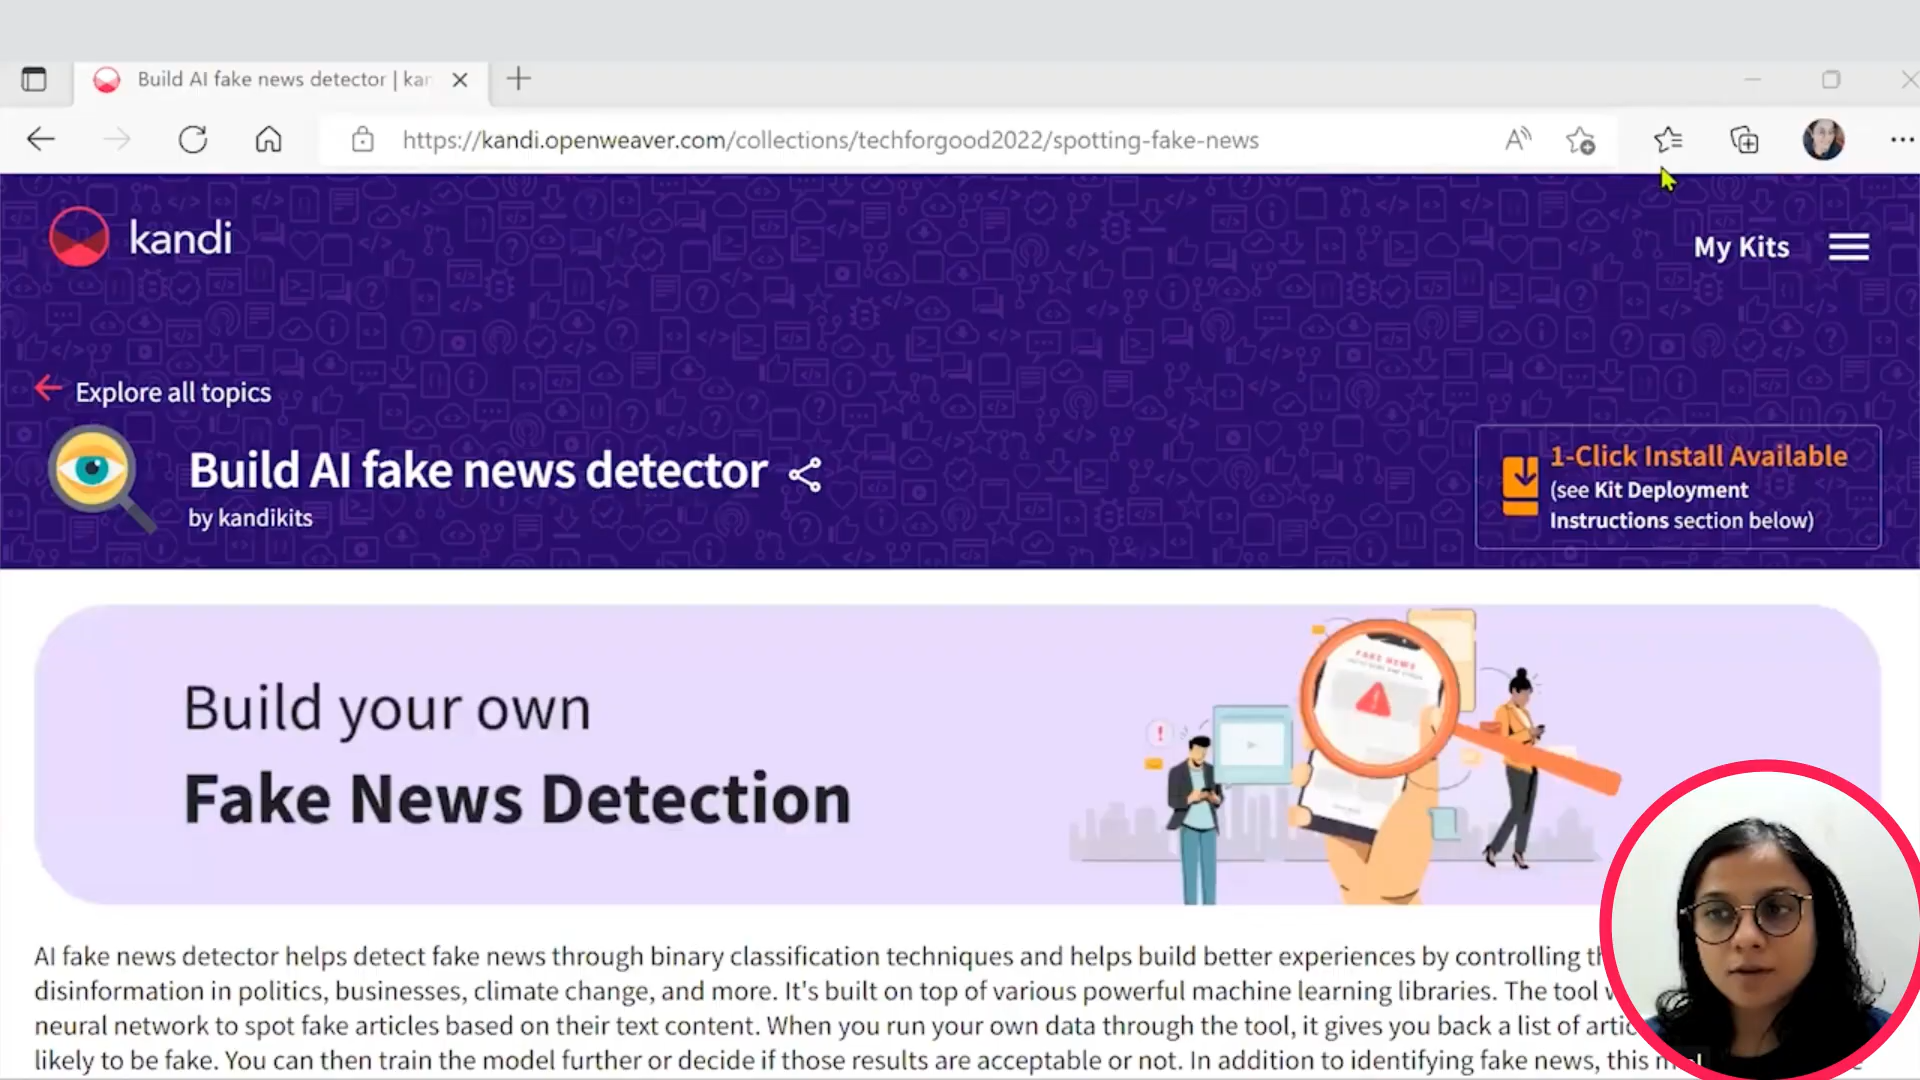 Build AI fake news detector | kan
https://kandi.openweaver.com/collections/techforgood2022/spotting-fake-news
kandi
My Kits
Explore all topics
Build AI fake news detector
by kandikits
1-Click Install Available
(see Kit Deployment
Instructions section below)
FAKE NEWS
Build your own
Fake News Detection
AI fake news detector helps detect fake news through binary classification techniques and helps build better experiences by controlling
disinformation in politics, businesses, climate change, and more. It's built on top of various powerful machine learning libraries. The tool
neural network to spot fake articles based on their text content. When you run your own data through the tool, it gives you back a list of
likely to be fake. You can then train the model further or decide if those results are acceptable or not. In addition to identifying fake news, this